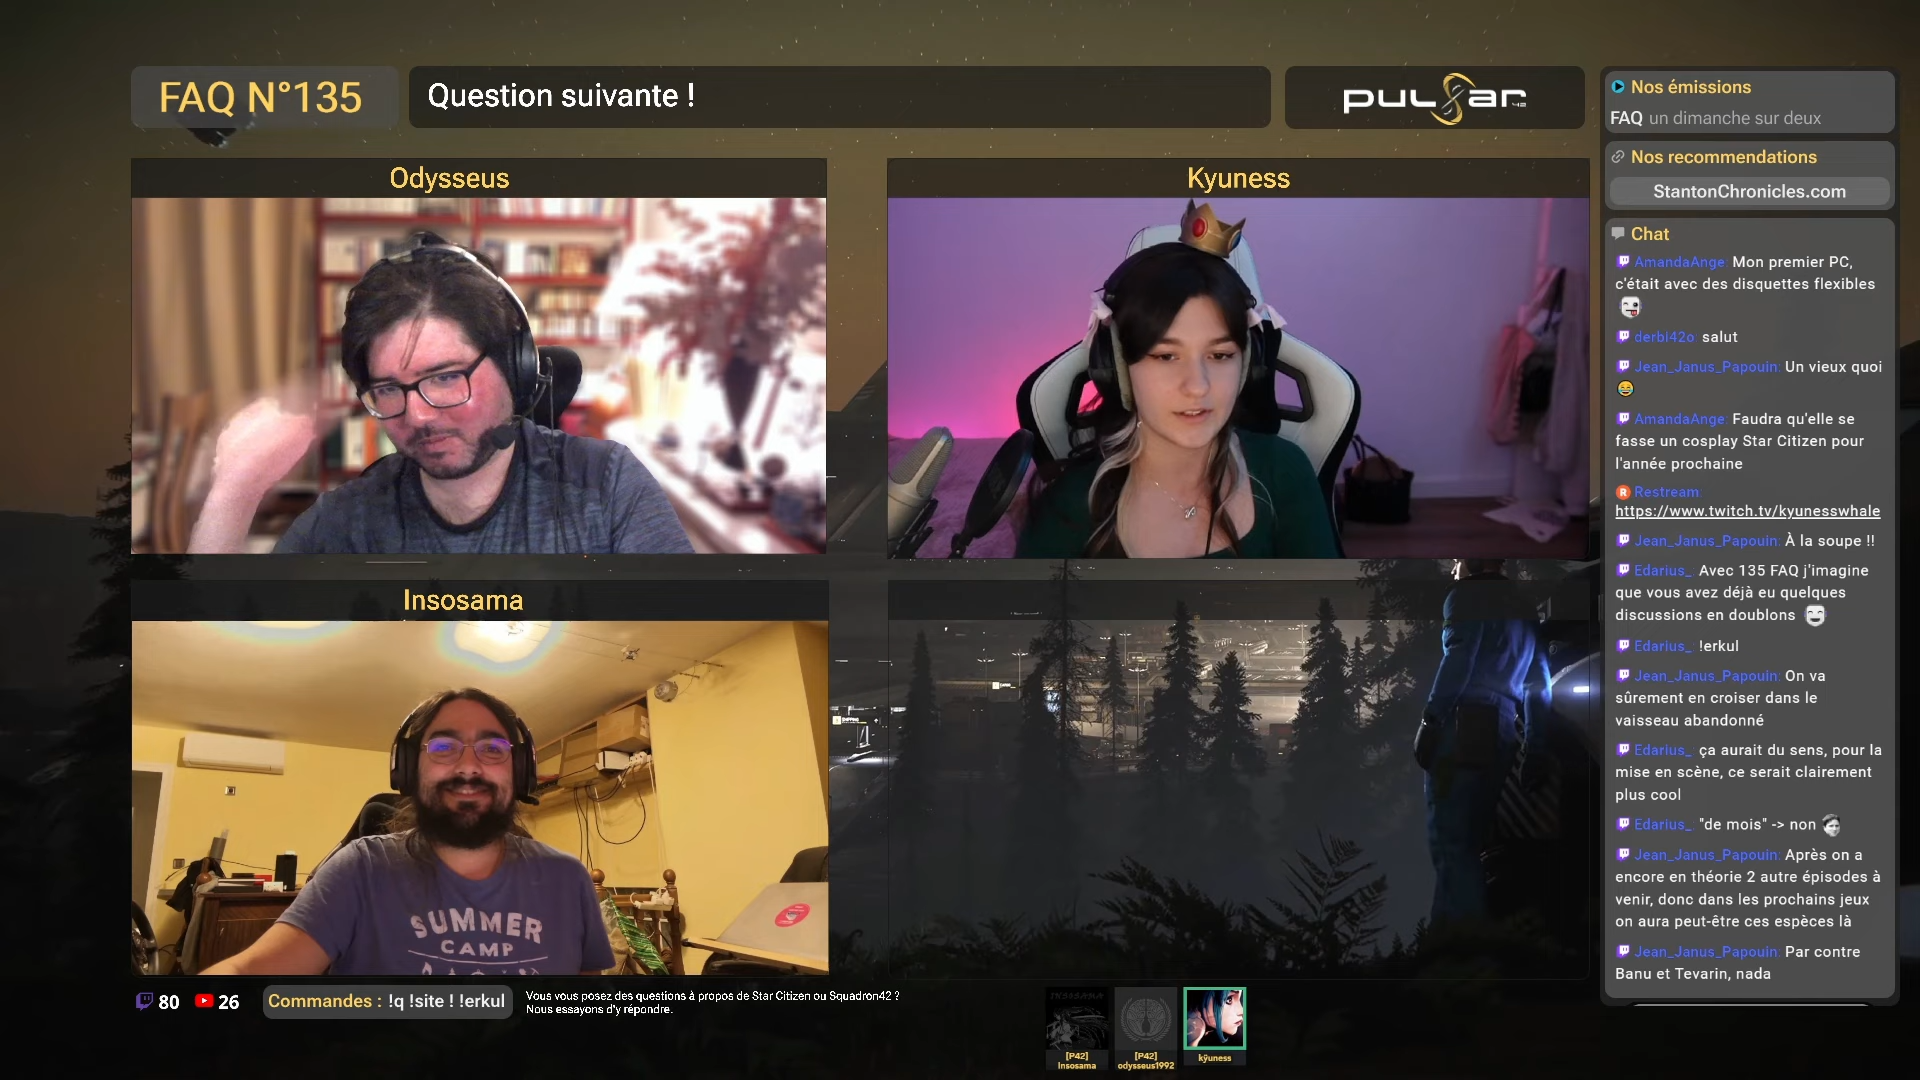 FAQ N°135
Question suivante !
pulsar 42
Odysseus
Kyuness
Insosama
SUMMER
CAMP
Nos émissions
FAQ un dimanche sur deux
Nos recommendations
StantonChronicles.com
Chat
AmandaAnge: Mon premier PC,
c'était avec des disquettes flexibles
derbl42o: salut
Jean_Janus_Papouin: Un vieux quoi
AmandaAnge: Faudra qu'elle se
fasse un cosplay Star Citizen pour
l'année prochaine
Restream:
https://www.twitch.tv/kyunesswhale
Jean_Janus_Papouin: À la soupe !!
Edarius_: Avec 135 FAQ j'imagine
que vous avez déjà eu quelques
discussions en doublons
Edarius_: !erkul
Jean_Janus_Papouin: On va
sûrement en croiser dans le
vaisseau abandonné
Edarius_: ça aurait du sens, pour la
mise en scène, ce serait clairement
plus cool
Edarius_: "de mois" -> non
Jean_Janus_Papouin: Après on a
encore en théorie 2 autre épisodes à
venir, donc dans les prochains jeux
on aura peut-être ces espèces là
Jean_Janus_Papouin: Par contre
Banu et Tevarin, nada
80
26
Commandes : !q !site ! !erkul
Vous vous posez des questions à propos de Star Citizen ou Squadron42 ?
Nous essayons d'y répondre.
INSOSAMA
[P42]
Insosama
[P42]
odysseus1992
kÿuness